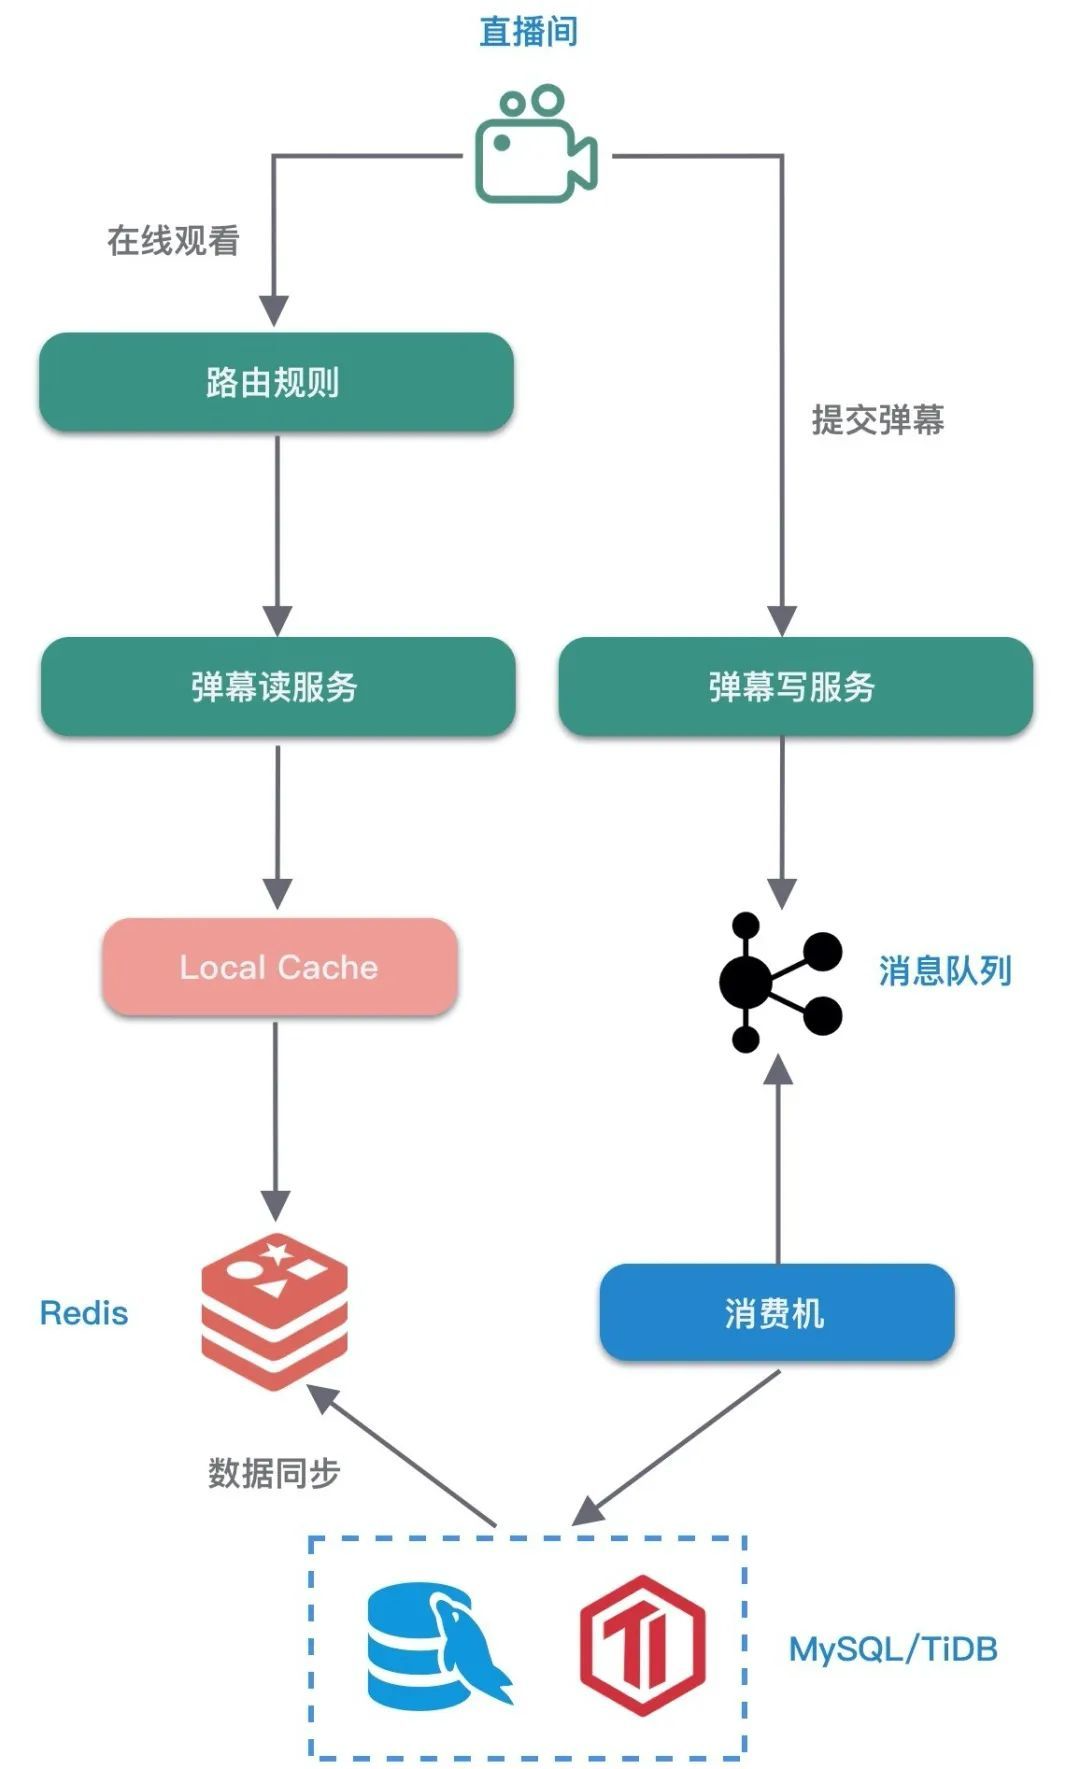 直播间
在线观看
路由规则
提交弹幕
弹幕读服务
弹幕写服务
Local Cache
消息队列
Redis
消费机
数据同步
MySQL/TiDB